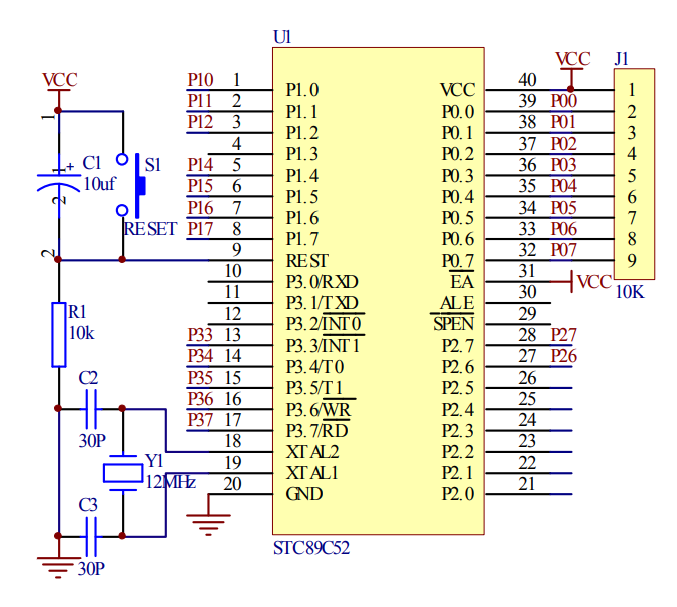 U1
VCC
VCC
J1
P10 1 P1.0 VCC 40 1
P11 2 P1.1 P0.0 39 P00 2
P12 3 P1.2 P0.1 38 P01 3
4 P1.3 P0.2 37 P02 4
P14 5 P1.4 P0.3 36 P03 5
P15 6 P1.5 P0.4 35 P04 6
P16 7 P1.6 P0.5 34 P05 7
P17 8 P1.7 P0.6 33 P06 8
9 REST P0.7 32 P07 9
10 P3.0/RXD EA 31 VCC
11 P3.1/TXD ALE 30
10K
12 P3.2/INT0 SPEN 29
P33 13 P3.3/INT1 P2.7 28 P27
P34 14 P3.4/T0 P2.6 27 P26
P35 15 P3.5/T1 P2.5 26
P36 16 P3.6/WR P2.4 25
P37 17 P3.7/RD P2.3 24
18 XTAL2 P2.2 23
19 XTAL1 P2.1 22
20 GND P2.0 21
STC89C52
1
1
+
C1
10uf
2
2
S1
RESET
R1
10k
C2
30P
Y1
12MHz
C3
30P